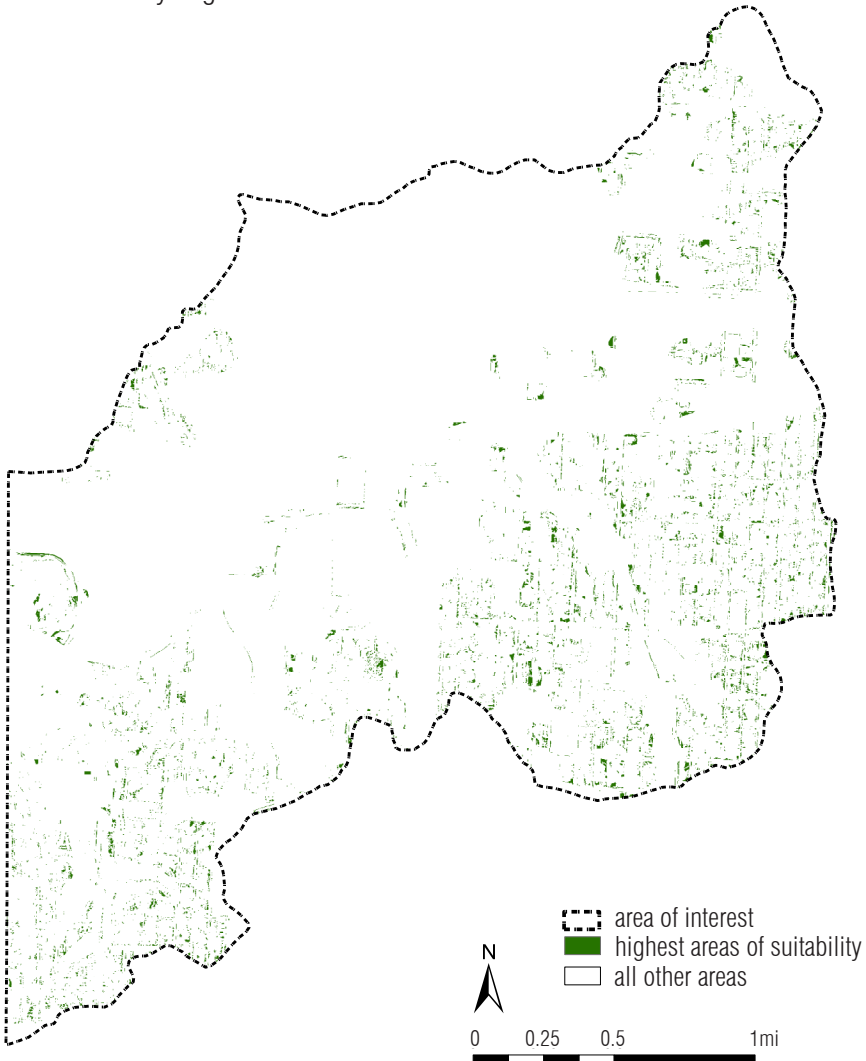 area of interest
highest areas of suitability
all other areas
N
0 0.25 0.5 1mi